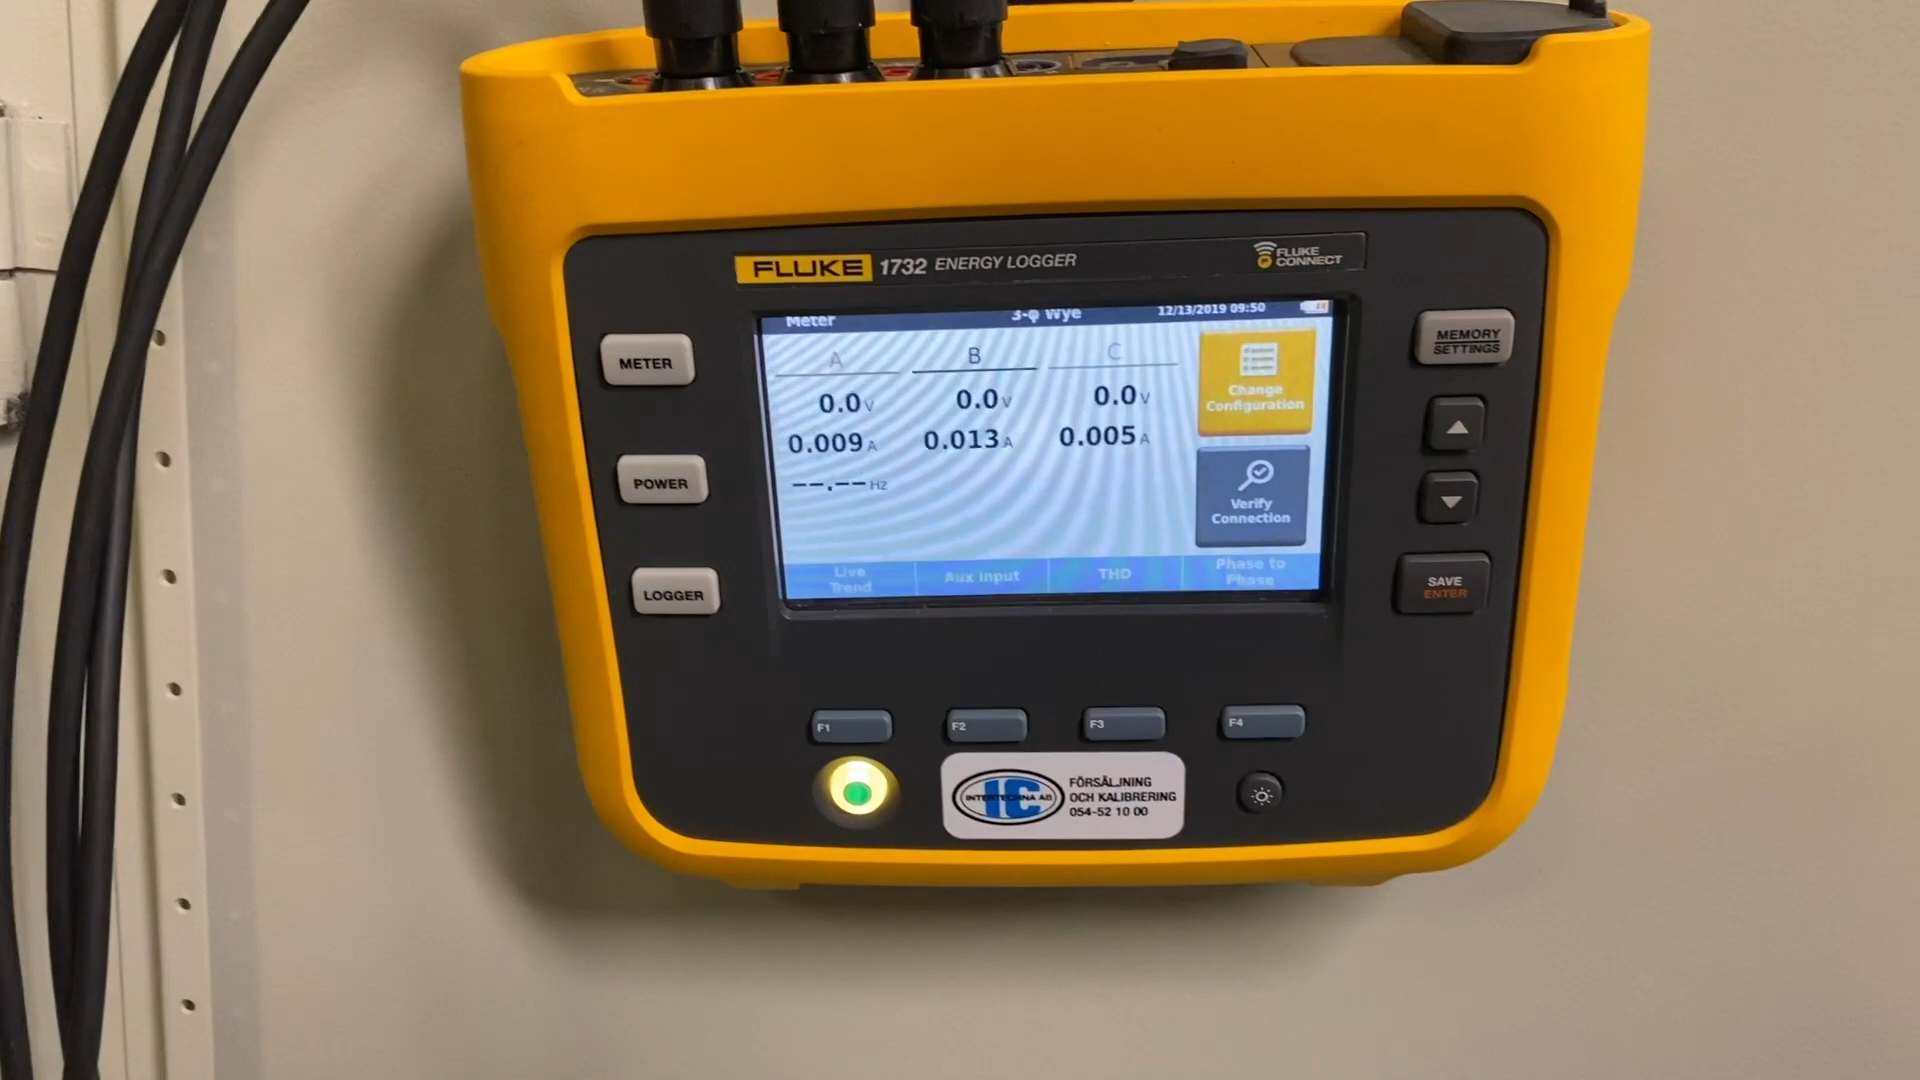 FLUKE 1732 ENERGY LOGGER
FLUKE CONNECT
Meter 3-φ Wye 12/13/2019 09:50
A B C
0.0 V 0.0 V 0.0 V
0.009 A 0.013 A 0.005 A
--.-- Hz
Change
Configuration
Verify
Connection
Live
Trend
Aux input
THD
Phase to
Phase
METER
POWER
LOGGER
MEMORY
SETTINGS
SAVE
ENTER
F1 F2 F3 F4
IC
INTERTECHNA AB
FÖRSÄLJNING
OCH KALIBRERING
054-52 10 00